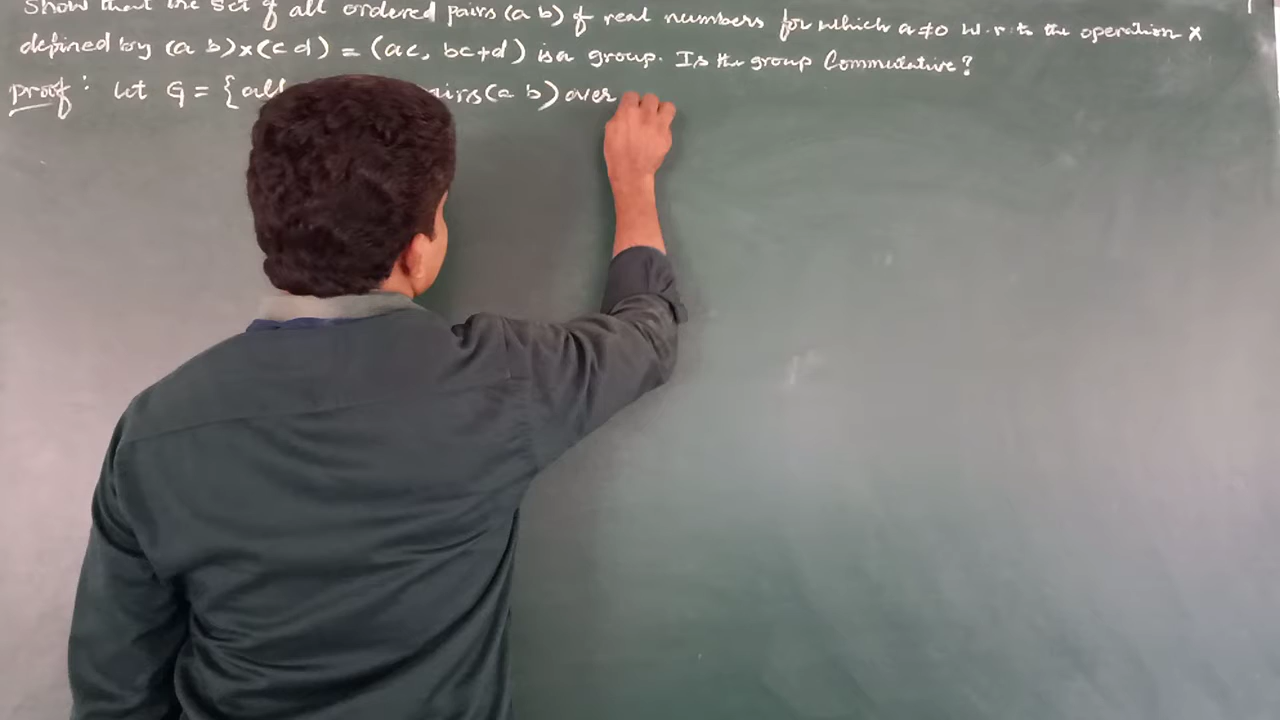 Show that the set of all ordered pairs (a b) of real numbers for which a≠0 w.r.to the operation ×
defined by (a b)×(c d) = (ac, bc+d) is a group. Is the group Commutative?
Proof: Let G = {all pairs(a b) over